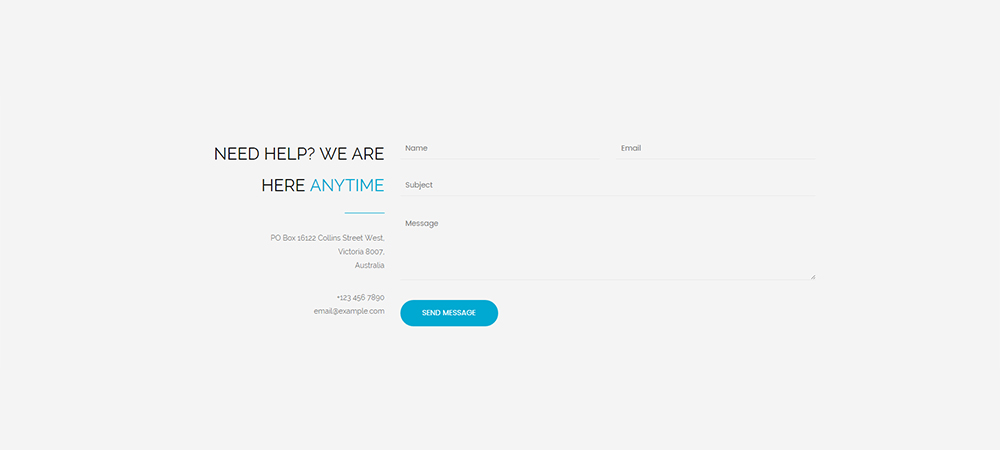 NEED HELP? WE ARE
HERE ANYTIME
PO Box 16122 Collins Street West,
Victoria 8007,
Australia
+123 456 7890
email@example.com
Name
Email
Subject
Message
SEND MESSAGE